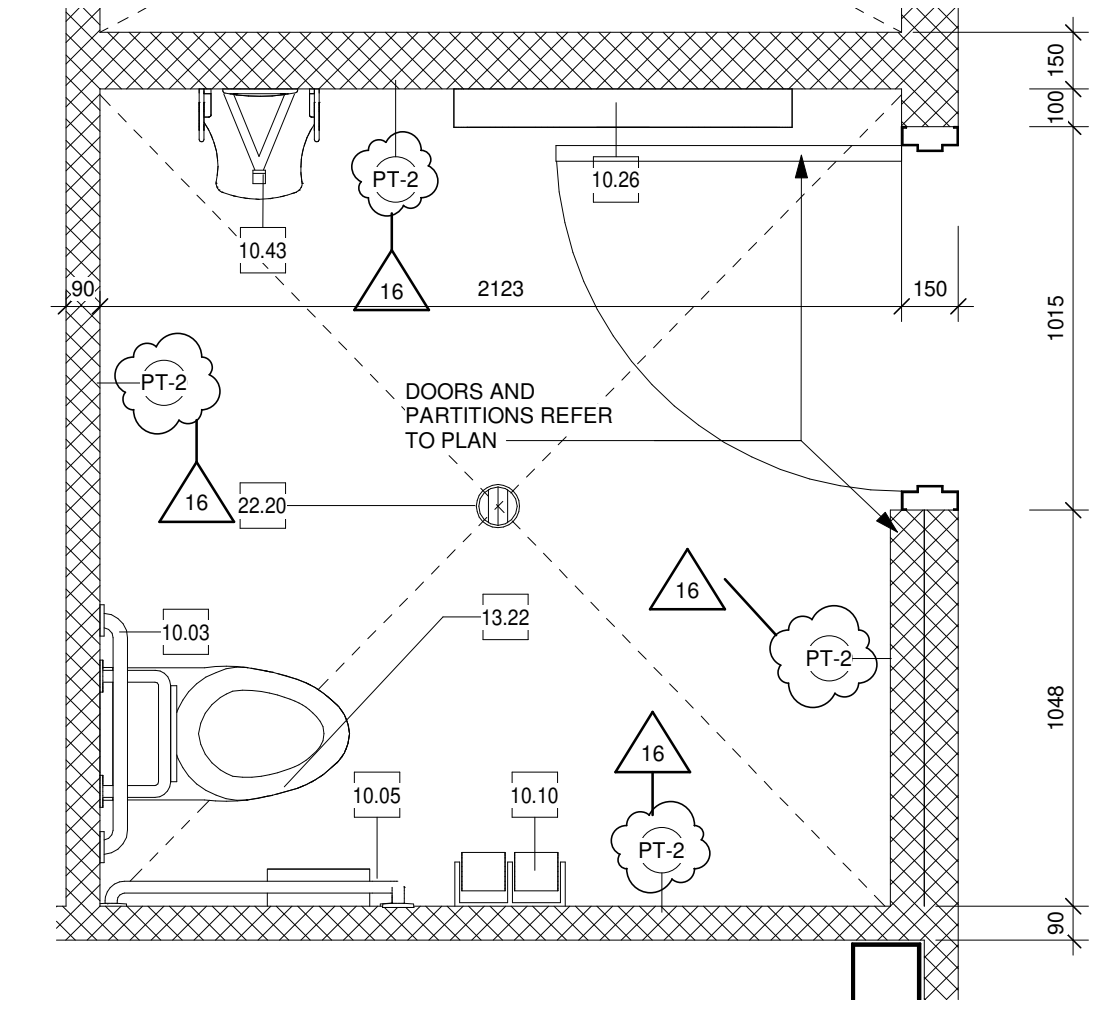 150
100
PT-2
10.26
10.43
90
16
2123
150
1015
PT-2
DOORS AND
PARTITIONS REFER
TO PLAN
16
22.20
16
10.03
13.22
PT-2
1048
16
10.05
10.10
PT-2
90